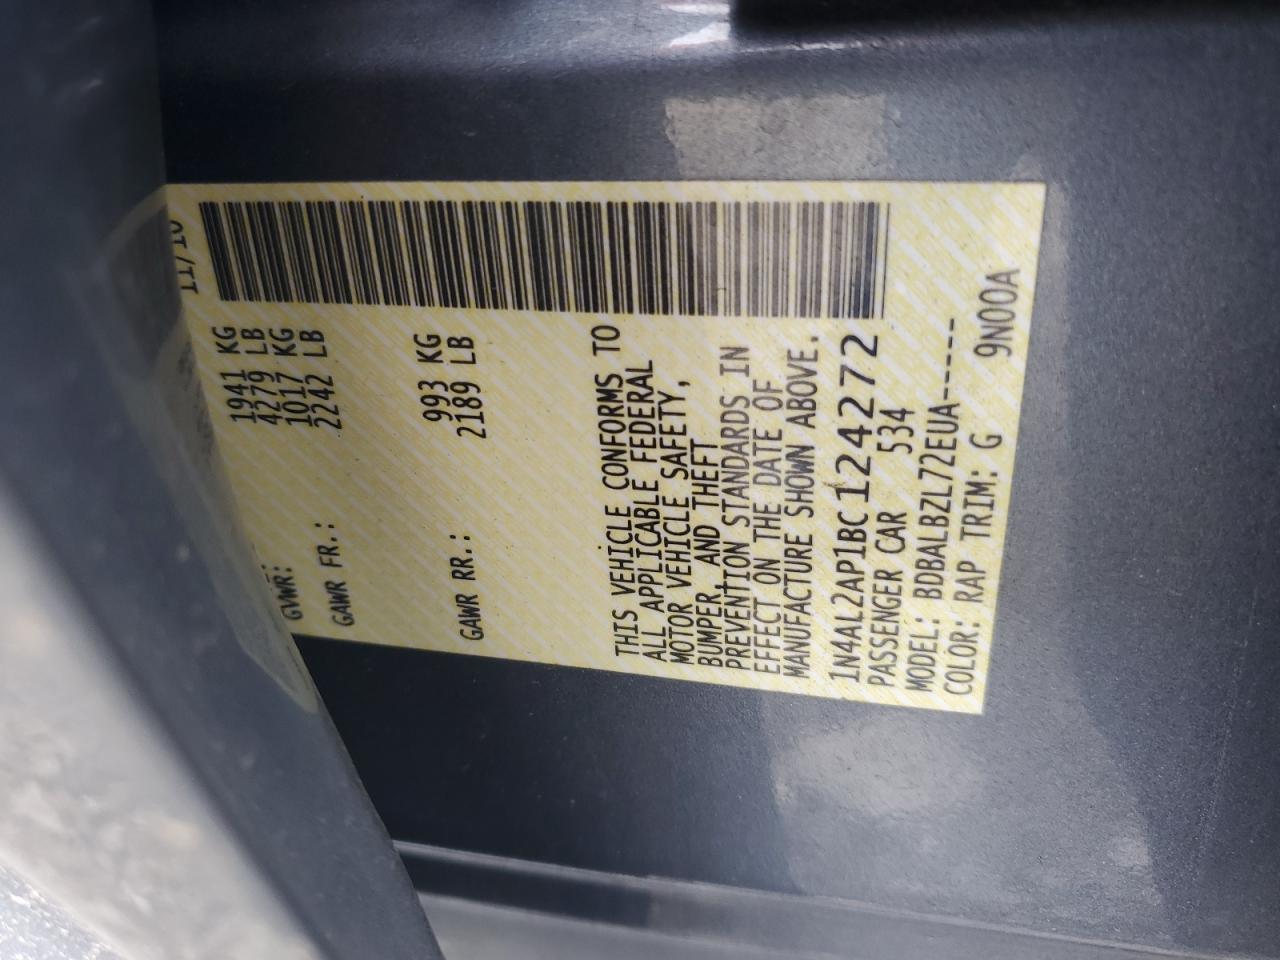 11/10
GVWR: 1941 KG
4279 LB
GAWR FR.: 1017 KG
2242 LB
GAWR RR.: 993 KG
2189 LB
THIS VEHICLE CONFORMS TO
ALL APPLICABLE FEDERAL
MOTOR VEHICLE SAFETY,
BUMPER, AND THEFT
PREVENTION STANDARDS IN
EFFECT ON THE DATE OF
MANUFACTURE SHOWN ABOVE.
1N4AL2AP1BC124272
PASSENGER CAR 534
MODEL: BDBALBZL72EUA-----
COLOR: RAP TRIM: G 9N00A